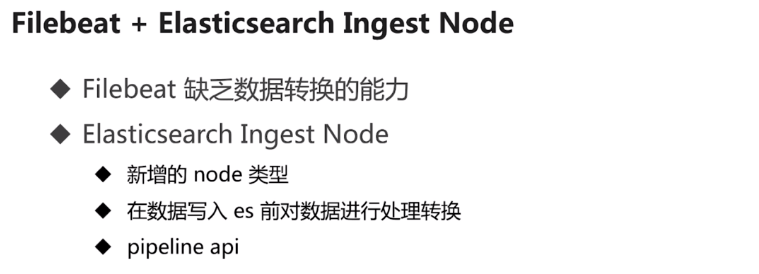 Filebeat + Elasticsearch Ingest Node
◆ Filebeat 缺乏数据转换的能力
◆ Elasticsearch Ingest Node
◆ 新增的 node 类型
◆ 在数据写入 es 前对数据进行处理转换
◆ pipeline api